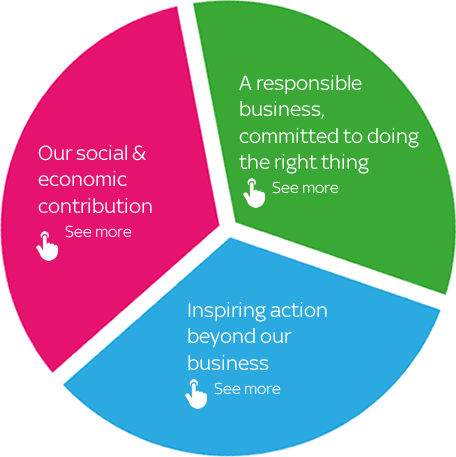 A responsible
business,
committed to doing
the right thing
See more
Our social &
economic
contribution
See more
Inspiring action
beyond our
business
See more